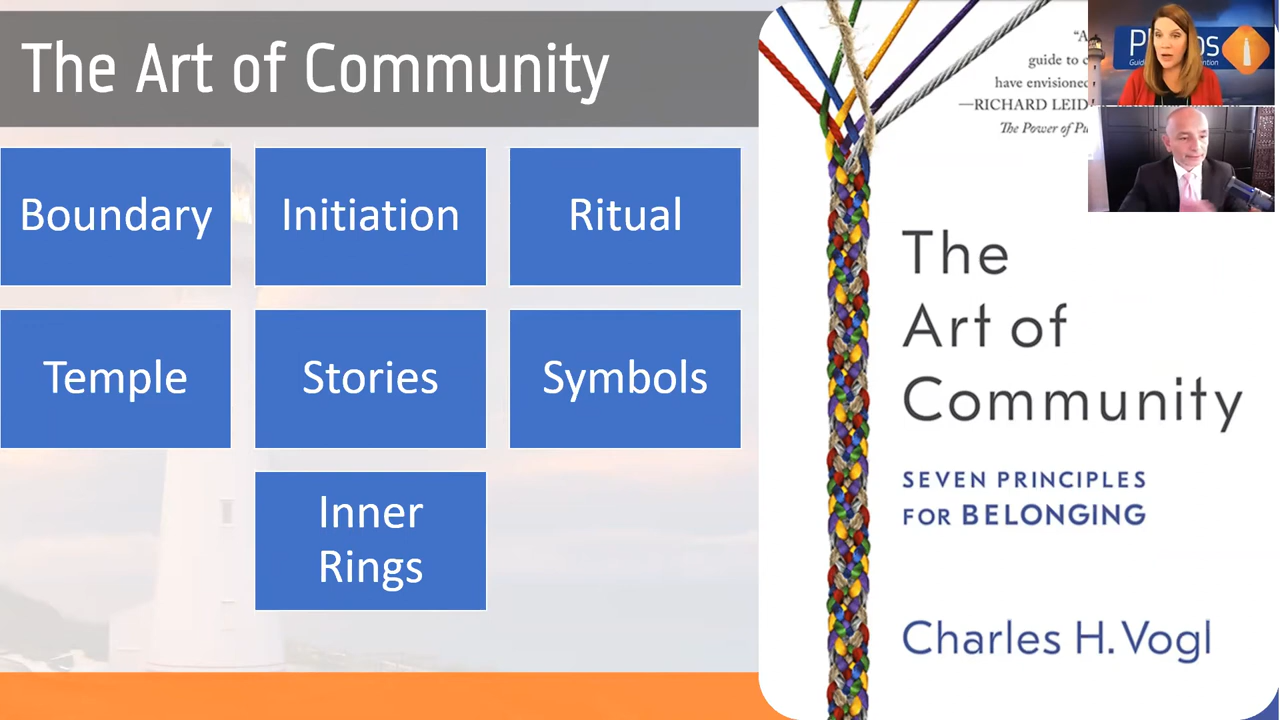 The Art of Community
Boundary
Initiation
Ritual
Temple
Stories
Symbols
Inner
Rings
“A
guide to
have envisioned
—RICHARD LEID
The Power of
The
Art of
Community
SEVEN PRINCIPLES
FOR BELONGING
Charles H. Vogl